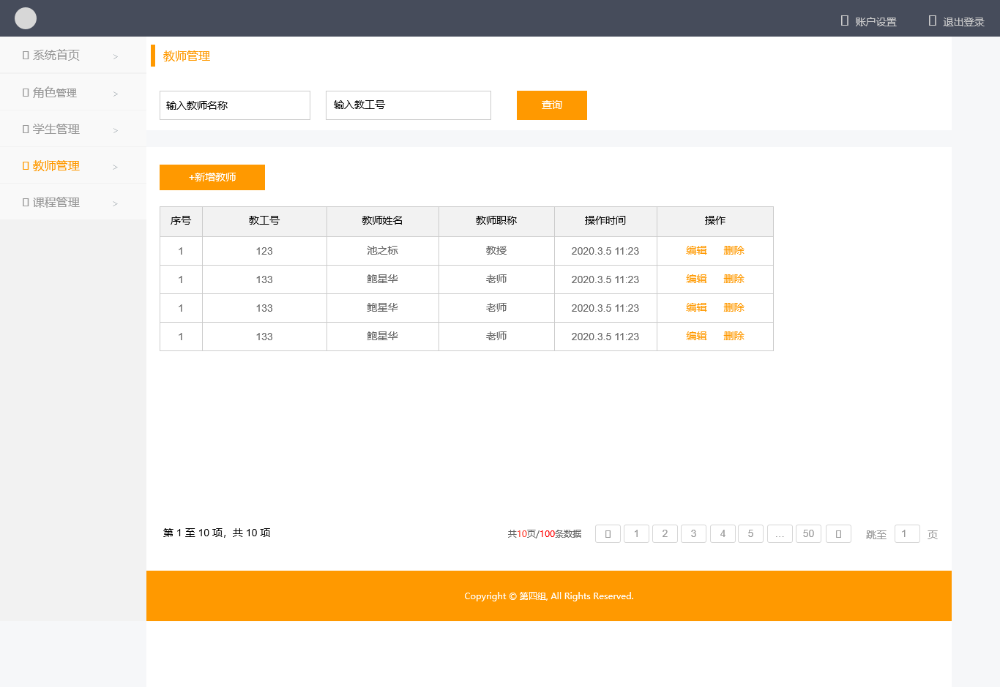 账户设置 退出登录
系统首页 >
角色管理 >
学生管理 >
教师管理 >
课程管理 >
教师管理
输入教师名称 输入教工号 查询
+新增教师
序号 教工号 教师姓名 教师职称 操作时间 操作
1 123 池之标 教授 2020.3.5 11:23 编辑 删除
1 133 鲍星华 老师 2020.3.5 11:23 编辑 删除
1 133 鲍星华 老师 2020.3.5 11:23 编辑 删除
1 133 鲍星华 老师 2020.3.5 11:23 编辑 删除
第 1 至 10 项，共 10 项 共10页/100条数据 1 2 3 4 5 ... 50 跳至 1 页
Copyright © 第四组, All Rights Reserved.